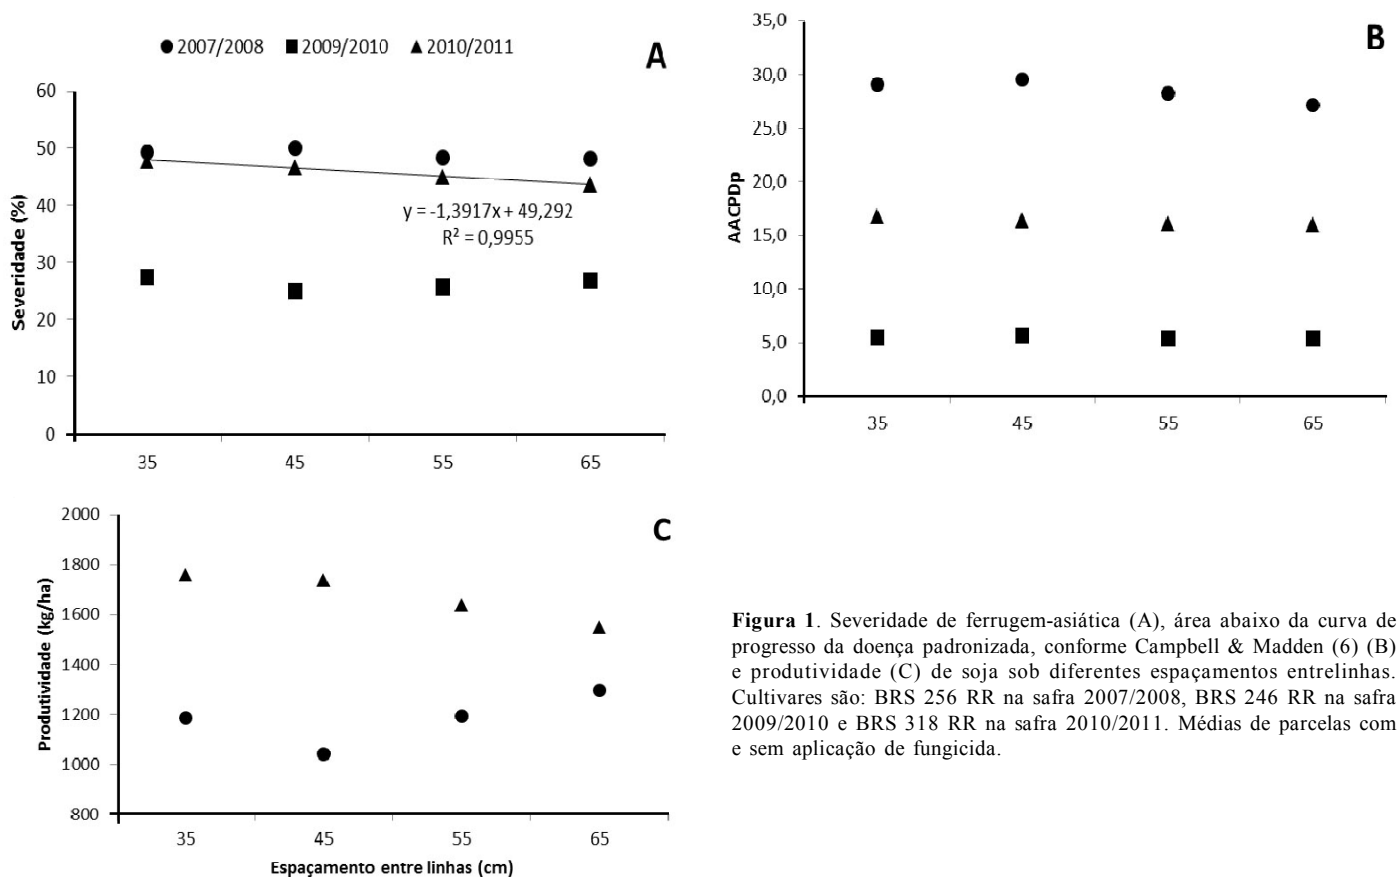 2007/2008 2009/2010 2010/2011
A
60
50
40
30
20
10
0
Severidade (%)
y = -1,3917x + 49,292
R² = 0,9955
35 45 55 65
B
35,0
30,0
25,0
20,0
15,0
10,0
5,0
0,0
AACPDp
35 45 55 65
C
2000
1800
1600
1400
1200
1000
800
Produtividade (kg/ha)
35 45 55 65
Espaçamento entre linhas (cm)
Figura 1. Severidade de ferrugem-asiática (A), área abaixo da curva de
progresso da doença padronizada, conforme Campbell & Madden (6) (B)
e produtividade (C) de soja sob diferentes espaçamentos entrelinhas.
Cultivares são: BRS 256 RR na safra 2007/2008, BRS 246 RR na safra
2009/2010 e BRS 318 RR na safra 2010/2011. Médias de parcelas com
e sem aplicação de fungicida.